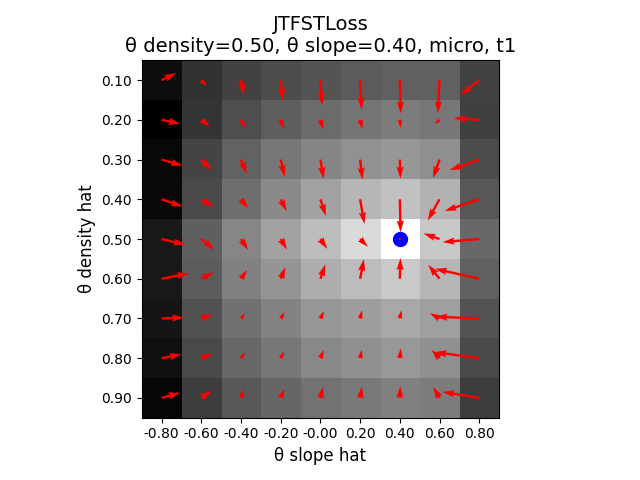 JTFSTLoss
θ density=0.50, θ slope=0.40, micro, t1
θ density hat
0.10
0.20
0.30
0.40
0.50
0.60
0.70
0.80
0.90
-0.80 -0.60 -0.40 -0.20 -0.00 0.20 0.40 0.60 0.80
θ slope hat